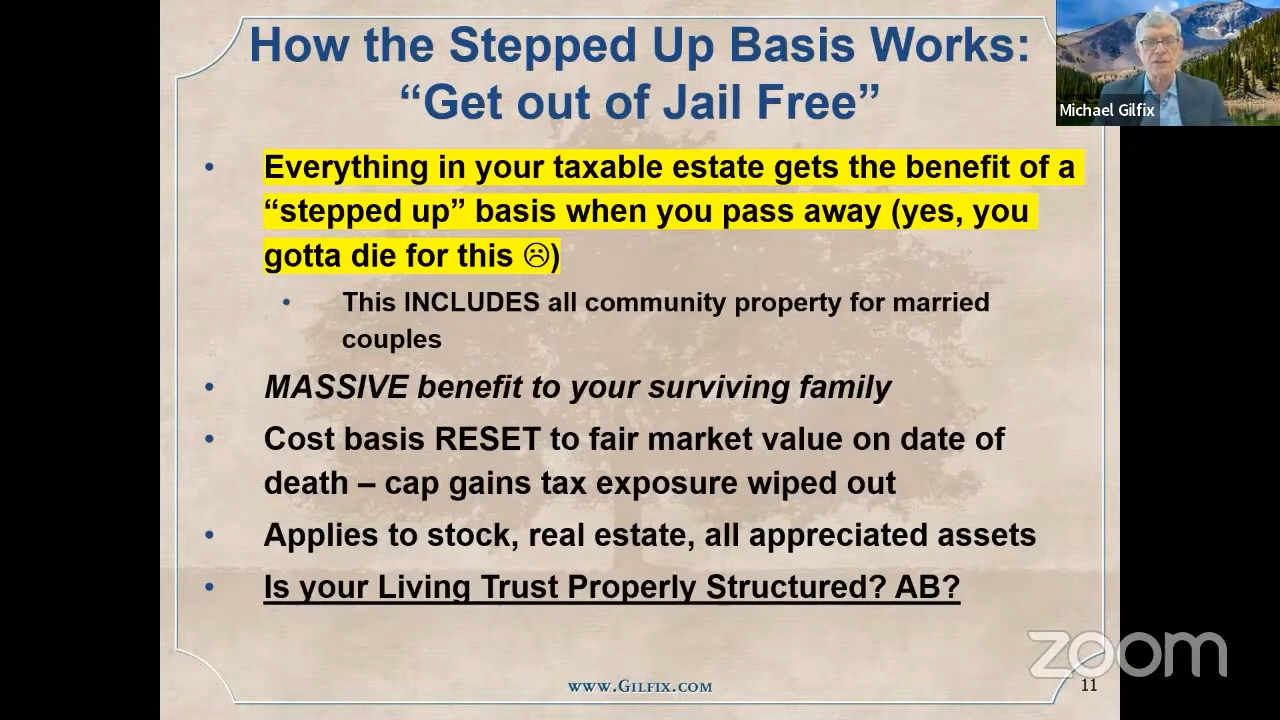 How the Stepped Up Basis Works:
“Get out of Jail Free”
Michael Gilfix
• Everything in your taxable estate gets the benefit of a
“stepped up” basis when you pass away (yes, you
gotta die for this ☹)
• This INCLUDES all community property for married
couples
• MASSIVE benefit to your surviving family
• Cost basis RESET to fair market value on date of
death – cap gains tax exposure wiped out
• Applies to stock, real estate, all appreciated assets
• Is your Living Trust Properly Structured? AB?
zoom
www.Gilfix.com
11